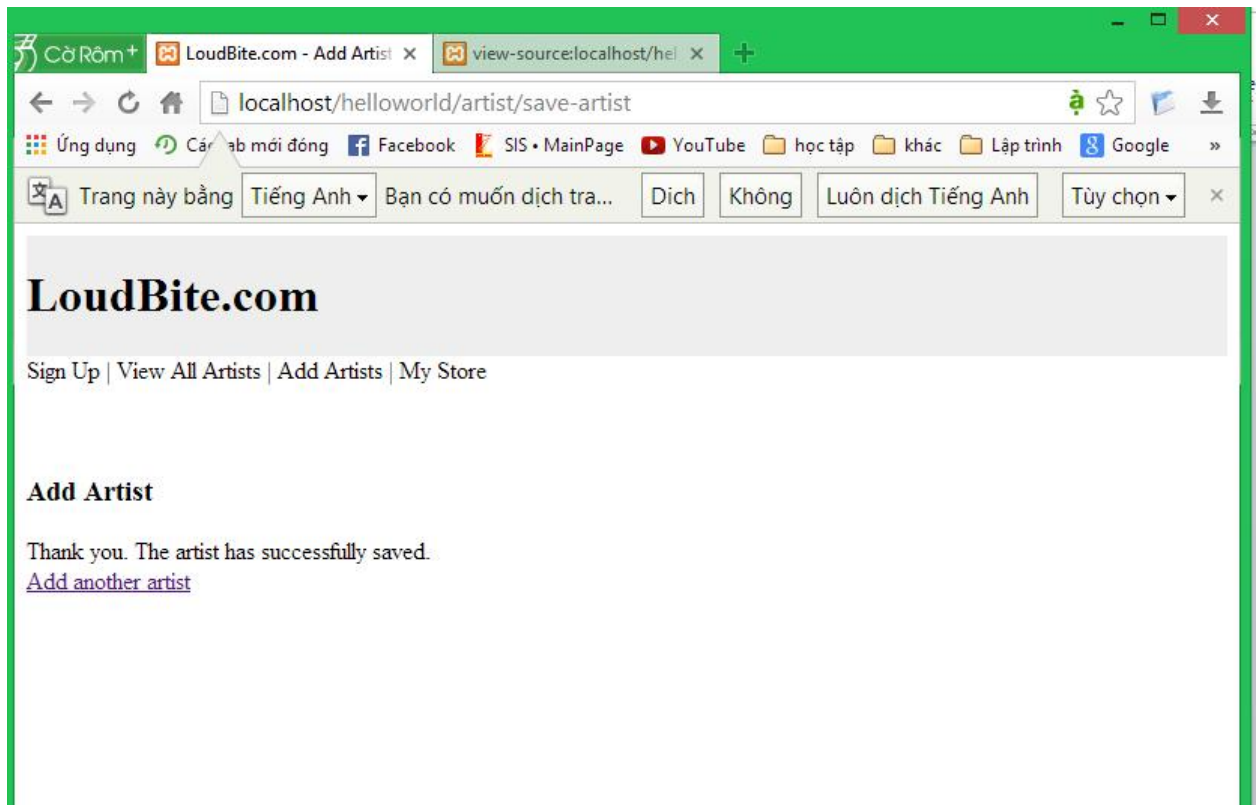 Cờ Rôm+ LoudBite.com - Add Artist view-source:localhost/hel
localhost/helloworld/artist/save-artist
Ứng dụng mới đóng Facebook SIS • MainPage YouTube học tập khác Lập trình Google »
Trang này bằng Tiếng Anh Bạn có muốn dịch tra... Dich Không Luôn dịch Tiếng Anh Tùy chọn
LoudBite.com
Sign Up | View All Artists | Add Artists | My Store
Add Artist
Thank you. The artist has successfully saved.
Add another artist